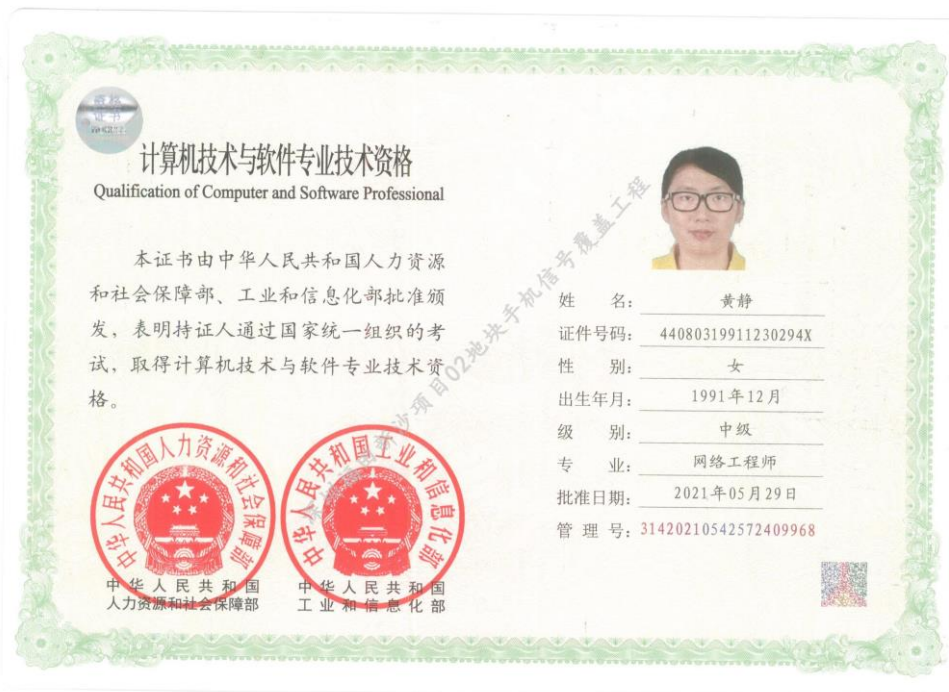 资格
证书
计算机技术与软件专业技术资格
Qualification of Computer and Software Professional
本证书由中华人民共和国人力资源
和社会保障部、工业和信息化部批准颁
发，表明持证人通过国家统一组织的考
试，取得计算机技术与软件专业技术资
格。
中华人民共和国人力资源和社会保障部
中华人民共和国工业和信息化部
中华人民共和国
人力资源和社会保障部
中华人民共和国
工业和信息化部
姓 名： 黄静
证件号码： 44080319911230294X
性 别： 女
出生年月： 1991年12月
级 别： 中级
专 业： 网络工程师
批准日期： 2021年05月29日
管 理 号： 31420210542572409968
沙项目02地块手机信号覆盖工程